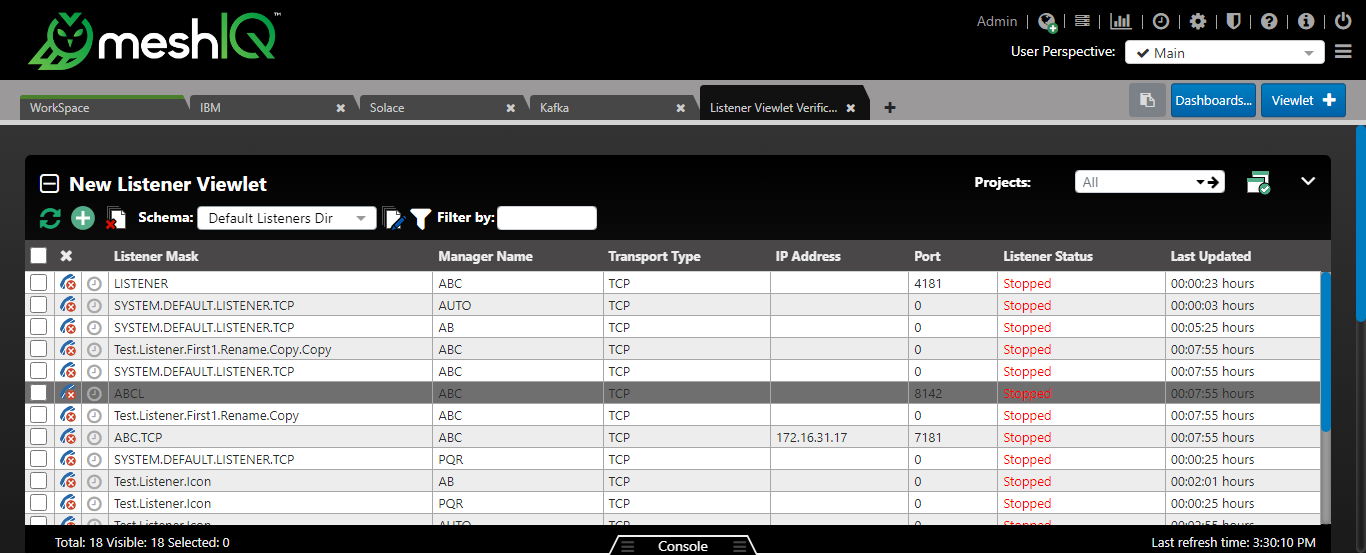 meshIQ™
Admin
User Perspective: Main
WorkSpace IBM Solace Kafka Listener Viewlet Verific... Dashboards... Viewlet
New Listener Viewlet Projects: All
Schema: Default Listeners Dir Filter by:
Listener Mask Manager Name Transport Type IP Address Port Listener Status Last Updated
LISTENER ABC TCP 4181 Stopped 00:00:23 hours
SYSTEM.DEFAULT.LISTENER.TCP AUTO TCP 0 Stopped 00:00:03 hours
SYSTEM.DEFAULT.LISTENER.TCP AB TCP 0 Stopped 00:05:25 hours
Test.Listener.First1.Rename.Copy.Copy ABC TCP 0 Stopped 00:07:55 hours
SYSTEM.DEFAULT.LISTENER.TCP ABC TCP 0 Stopped 00:07:55 hours
ABCL ABC TCP 8142 Stopped 00:07:55 hours
Test.Listener.First1.Rename.Copy ABC TCP 0 Stopped 00:07:55 hours
ABC.TCP ABC TCP 172.16.31.17 7181 Stopped 00:07:55 hours
SYSTEM.DEFAULT.LISTENER.TCP PQR TCP 0 Stopped 00:00:25 hours
Test.Listener.Icon AB TCP 0 Stopped 00:02:01 hours
Test.Listener.Icon PQR TCP 0 Stopped 00:00:25 hours
Test.Listener.Icon AUTO TCP 0 Stopped
Total: 18 Visible: 18 Selected: 0 Console Last refresh time: 3:30:10 PM